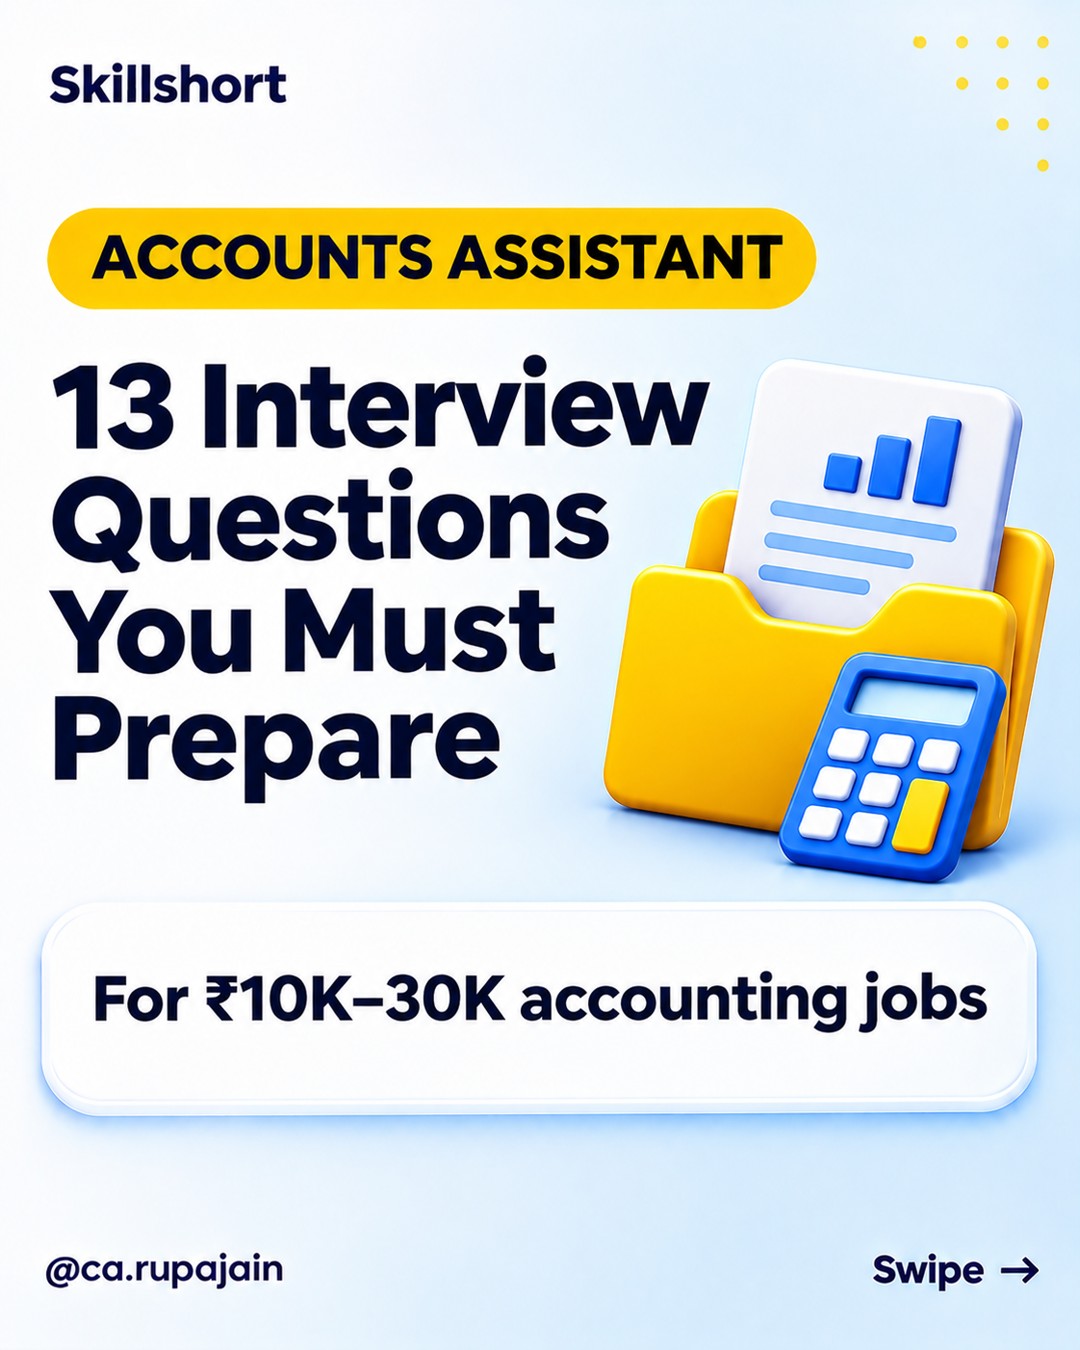 Skillshort
ACCOUNTS ASSISTANT
13 Interview
Questions
You Must
Prepare
For ₹10K–30K accounting jobs
@ca.rupajain
Swipe →